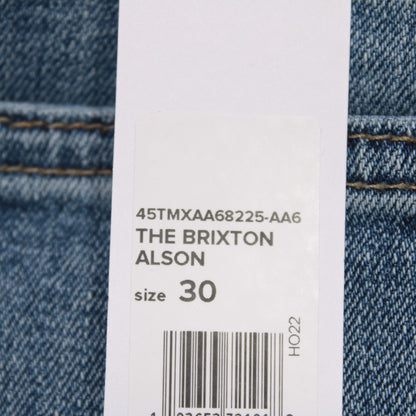 45TMXAA68225-AA6
THE BRIXTON
ALSON
size 30
HO22